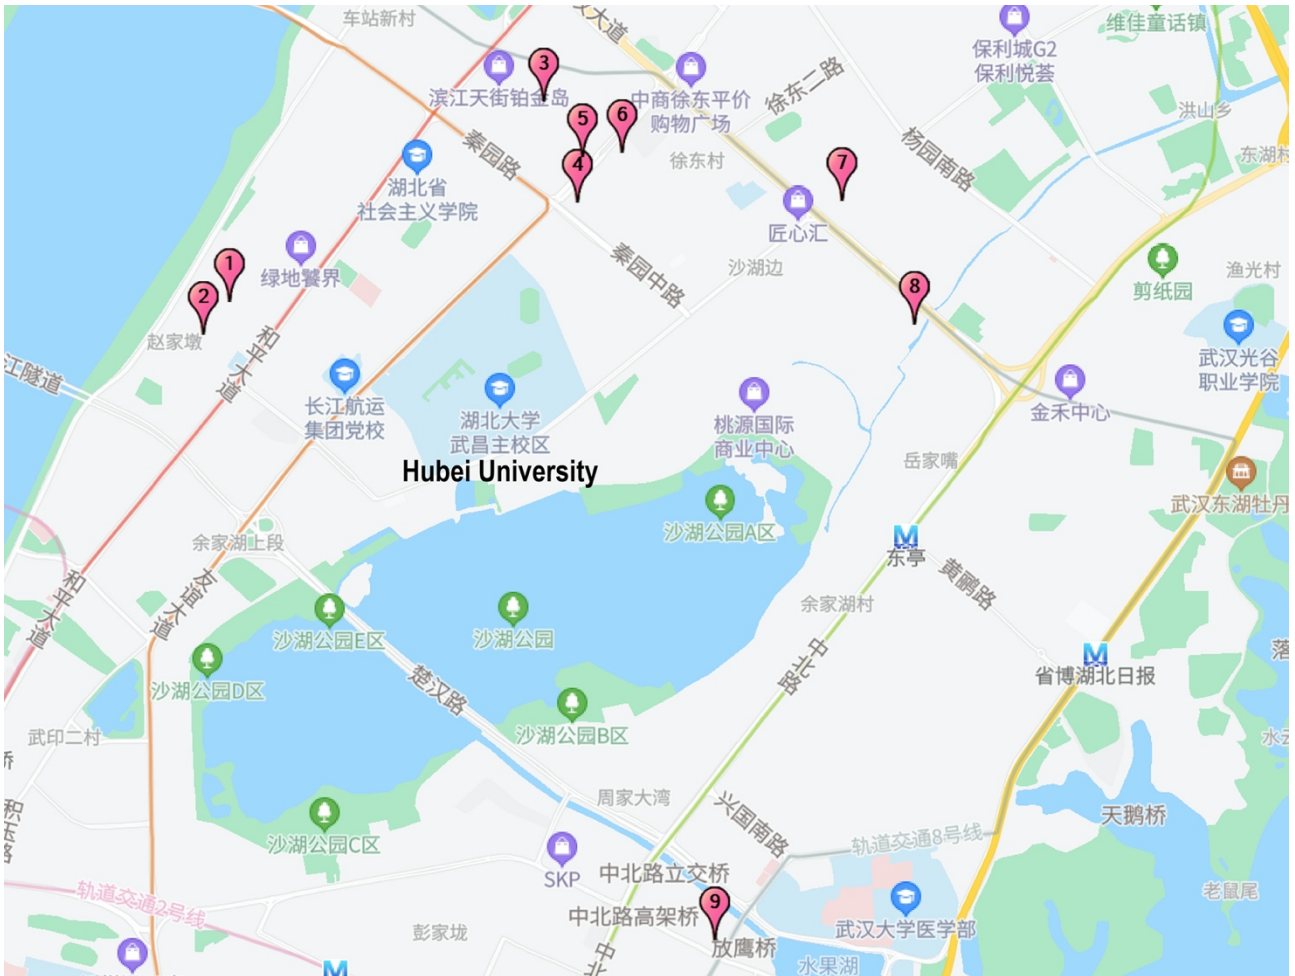 车站新村
大道
维佳童话镇
保利城G2
保利悦荟
3
滨江天街铂金岛
中商徐东平价
购物广场
徐东二路
洪山乡
5
6
秦园路
杨园南路
东湖村
4
徐东村
7
湖北省
社会主义学院
匠心汇
1
绿地饕界
秦园中路
沙湖边
渔光村
剪纸园
2
8
赵家墩
和平大道
武汉光谷
职业学院
江隧道
长江航运
集团党校
湖北大学
武昌主校区
桃源国际
商业中心
金禾中心
Hubei University
岳家嘴
武汉东湖牡丹
沙湖公园A区
余家湖上段
东亭
和平大道
友谊大道
黄鹂路
余家湖村
沙湖公园E区
沙湖公园
中北路
省博湖北日报
落
沙湖公园D区
楚汉路
武印二村
沙湖公园B区
水云
桥
周家大湾
兴国南路
天鹅桥
积玉路
沙湖公园C区
轨道交通8号线
SKP
中北路立交桥
轨道交通2号线
9
老鼠尾
中北路高架桥
武汉大学医学部
彭家垅
放鹰桥
中北
水果湖